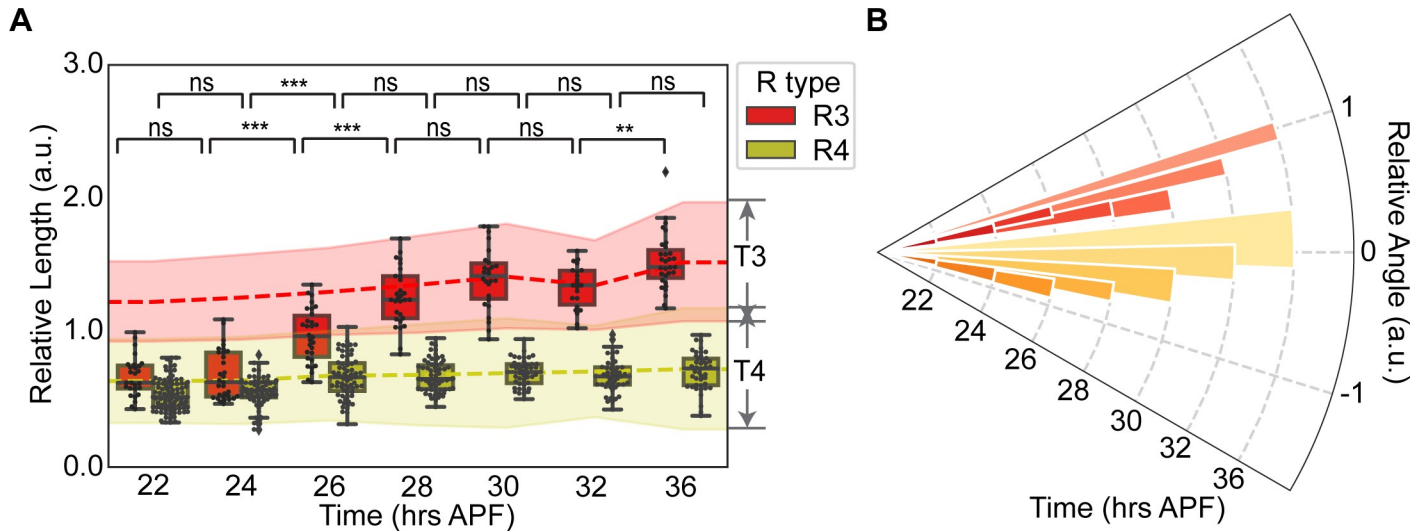 A
B
3.0
2.0
1.0
0.0
Relative Length (a.u.)
ns *** ns ns ns ns
ns *** *** ns ns **
R type
R3
R4
T3
T4
22 24 26 28 30 32 36
Time (hrs APF)
1
0
-1
Relative Angle (a.u.)
22
24
26
28
30
32
36
Time (hrs APF)